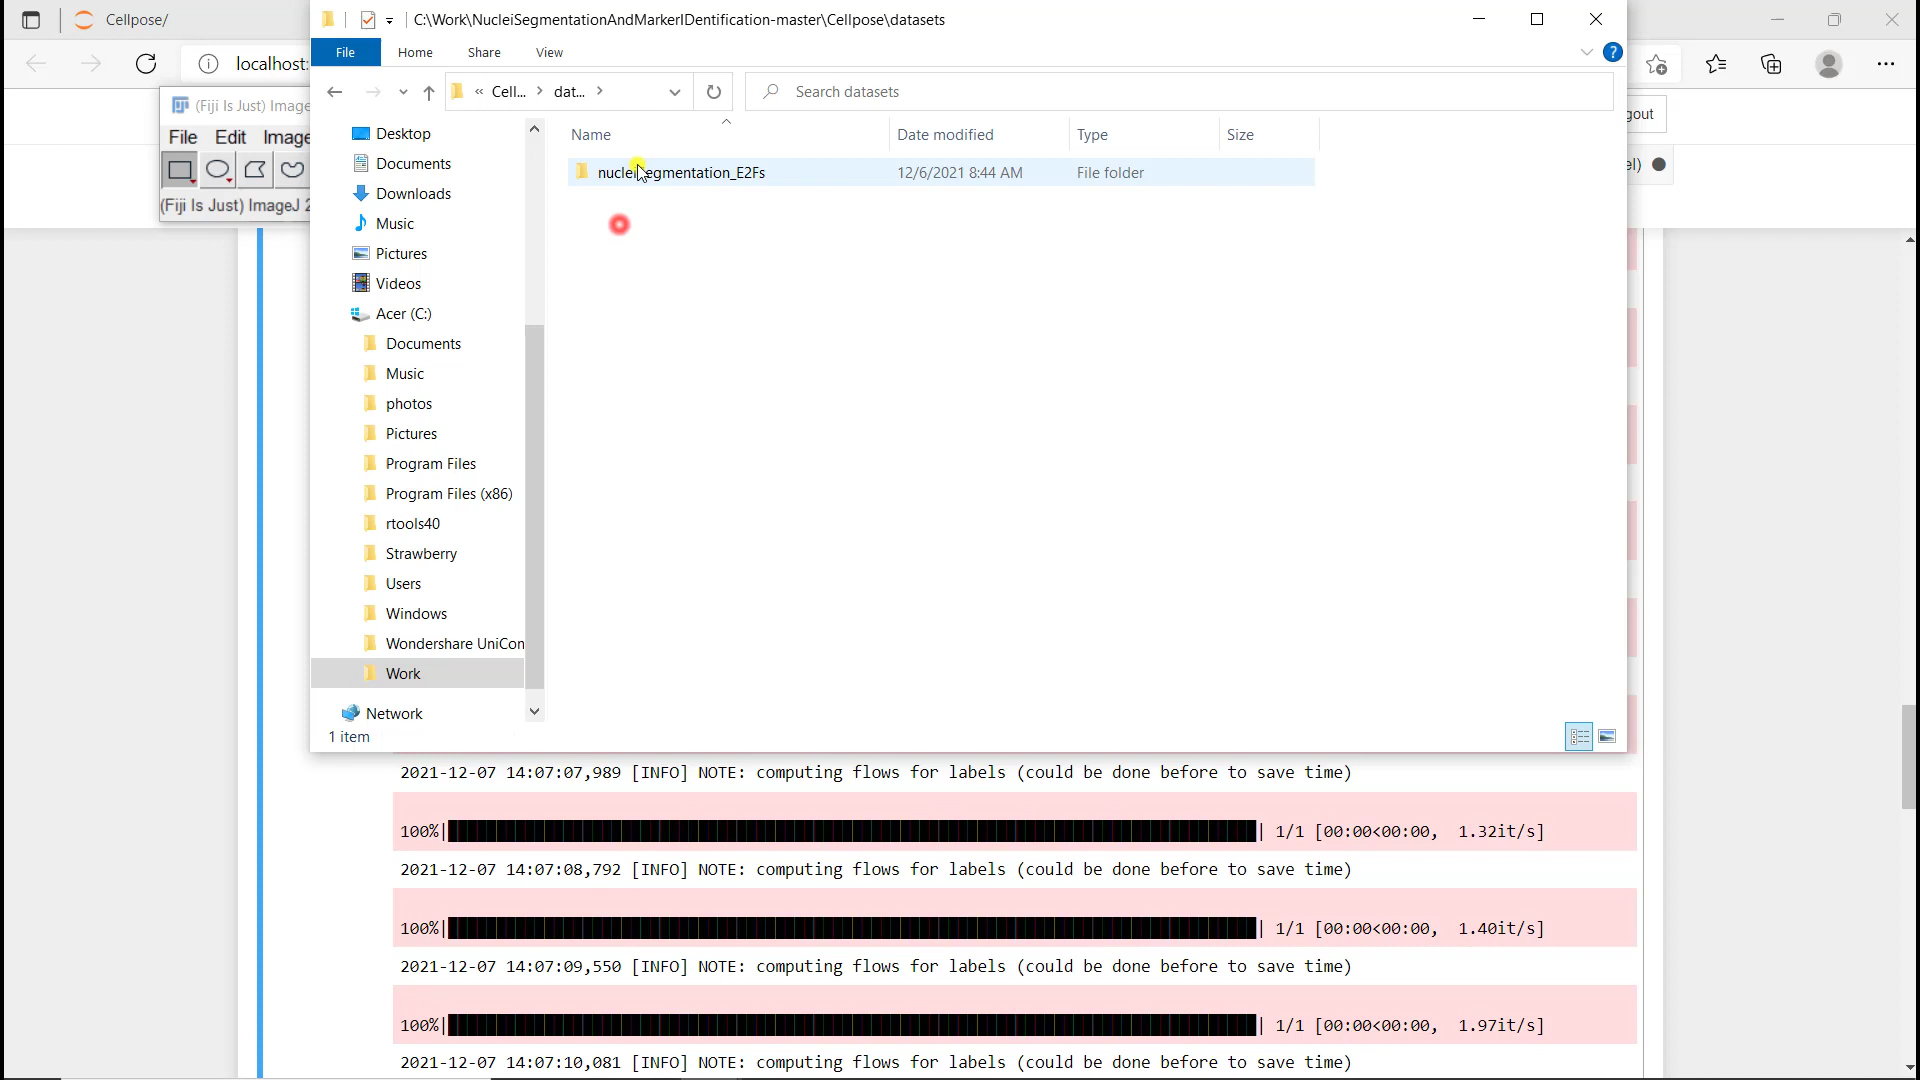 Cellpose/
C:\Work\NucleiSegmentationAndMarkerIDentification-master\Cellpose\datasets
File Home Share View
localhost:
« Cell... > dat... >
Search datasets
(Fiji Is Just) Image
File Edit Image
(Fiji Is Just) ImageJ 2
gout
el)
Name Date modified Type Size
12/6/2021 8:44 AM File folder
Desktop
Documents
Downloads
Music
Pictures
Videos
Acer (C:)
Documents
Music
photos
Pictures
Program Files
Program Files (x86)
rtools40
Strawberry
Users
Windows
Wondershare UniCon
Work
Network
1 item
2021-12-07 14:07:07,989 [INFO] NOTE: computing flows for labels (could be done before to save time)
100%| | 1/1 [00:00<00:00, 1.32it/s]
2021-12-07 14:07:08,792 [INFO] NOTE: computing flows for labels (could be done before to save time)
100%| | 1/1 [00:00<00:00, 1.40it/s]
2021-12-07 14:07:09,550 [INFO] NOTE: computing flows for labels (could be done before to save time)
100%| | 1/1 [00:00<00:00, 1.97it/s]
2021-12-07 14:07:10,081 [INFO] NOTE: computing flows for labels (could be done before to save time)